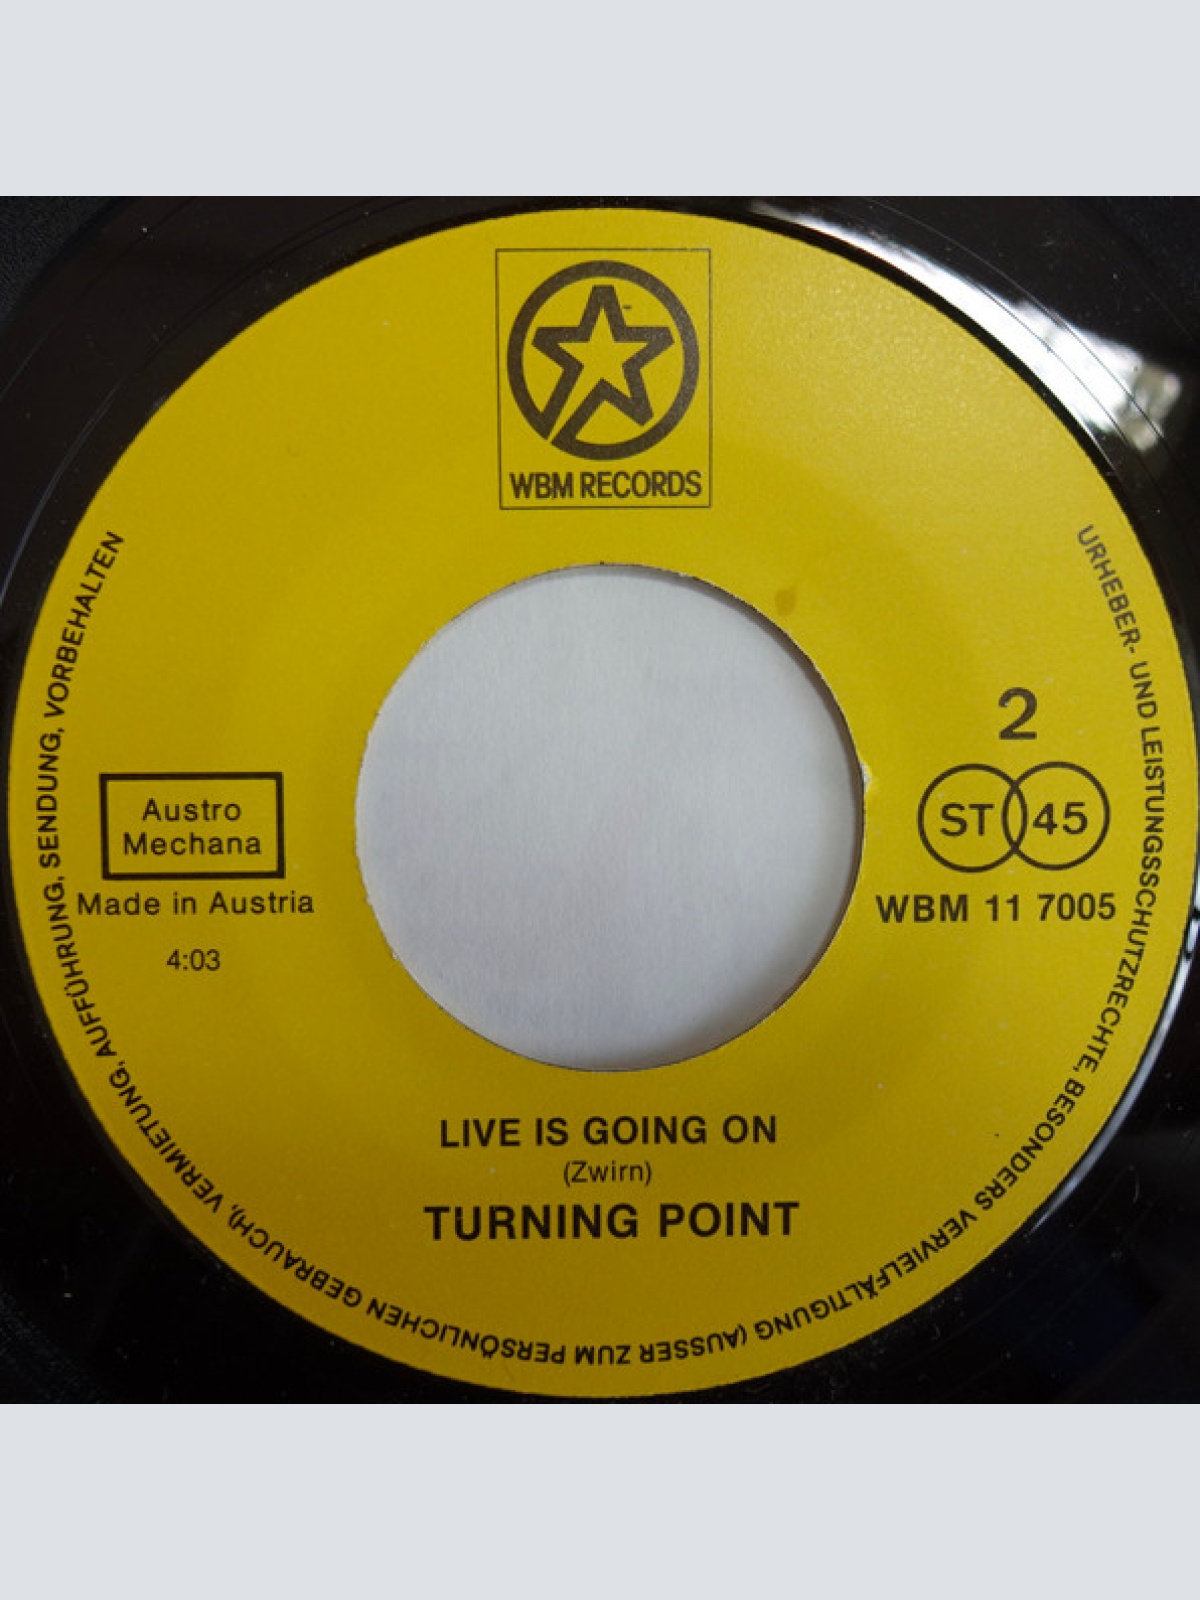 WBM RECORDS
URHEBER- UND LEISTUNGSSCHUTZRECHTE, BESONDERS VERVIELFÄLTIGUNG (AUSSER ZUM PERSÖNLICHEN GEBRAUCH), VERMIETUNG, AUFFÜHRUNG, SENDUNG, VORBEHALTEN
2
Austro
Mechana
ST 45
Made in Austria
WBM 11 7005
4:03
LIVE IS GOING ON
(Zwirn)
TURNING POINT